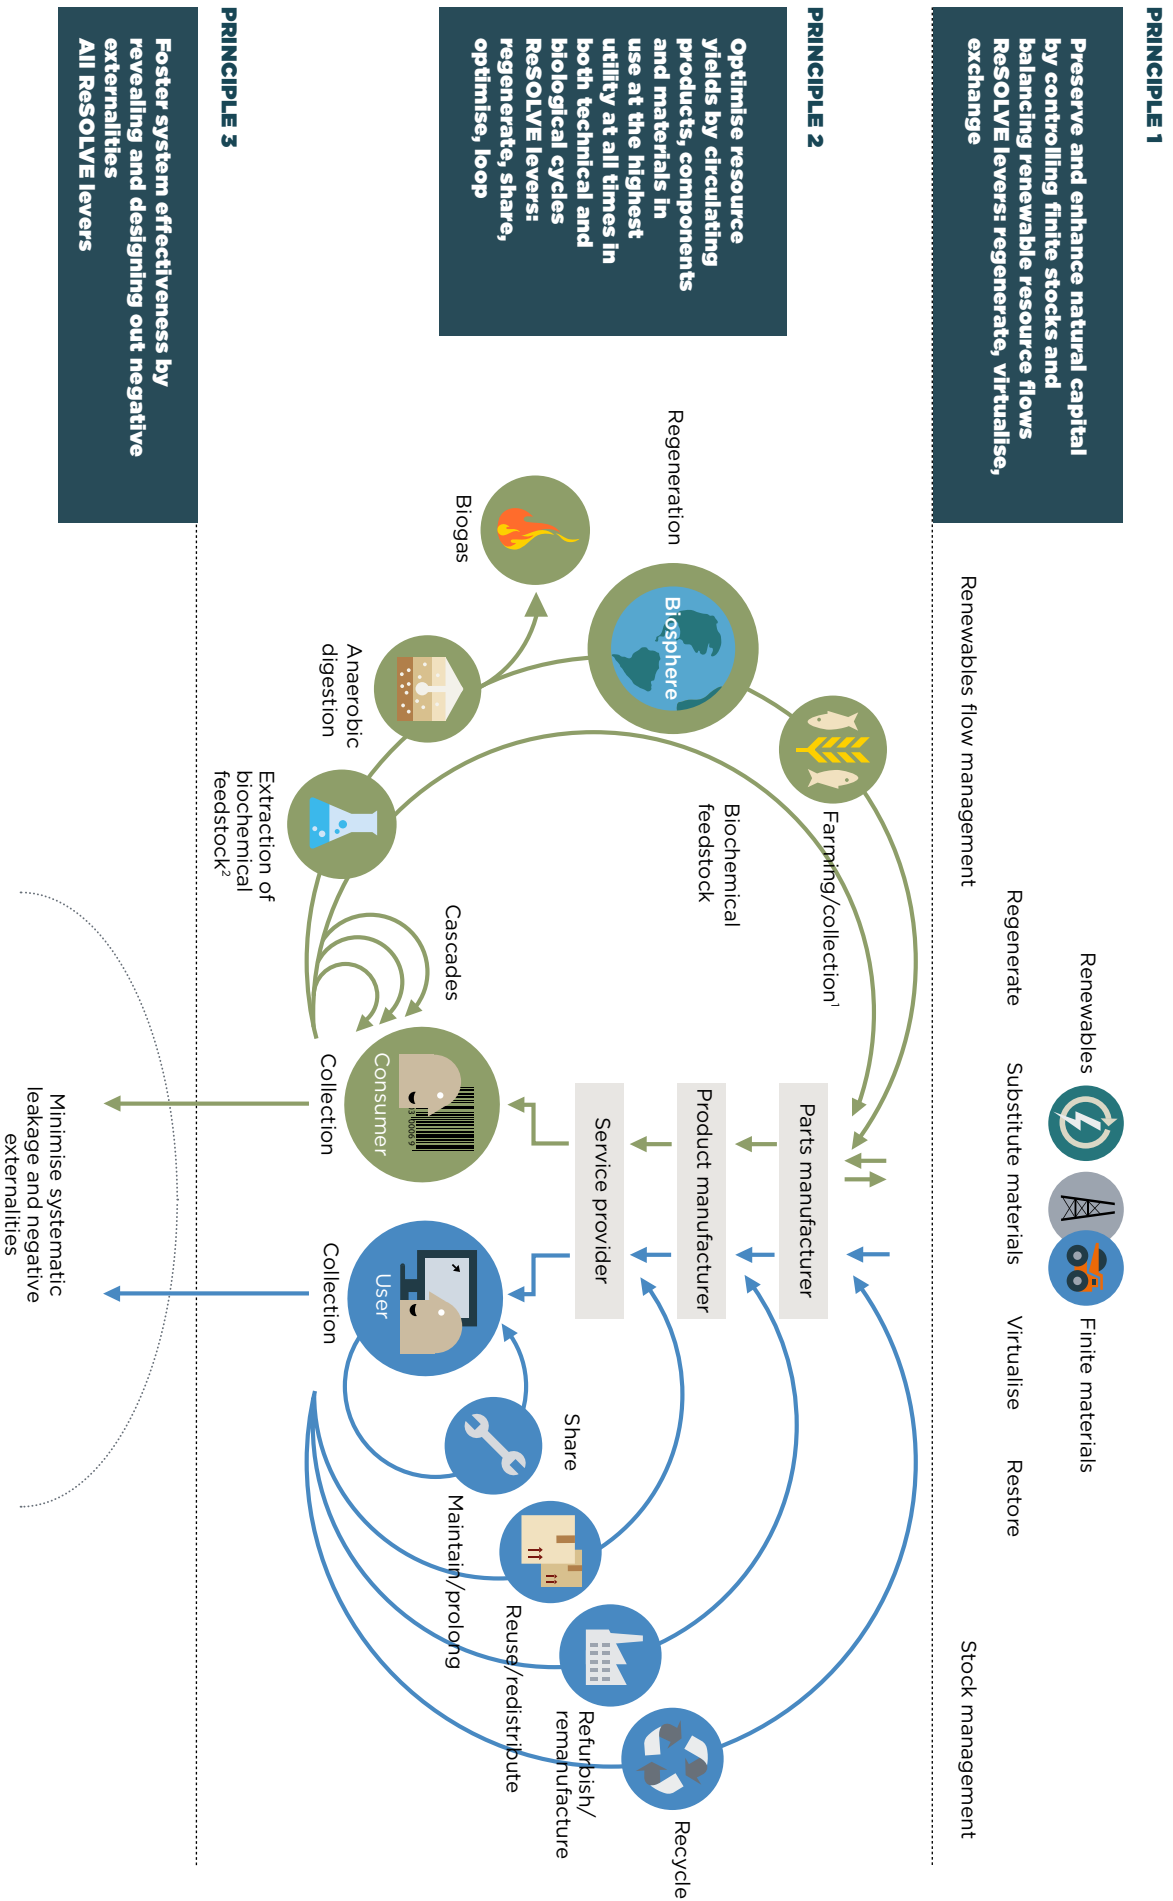 PRINCIPLE 1
Preserve and enhance natural capital
by controlling finite stocks and
balancing renewable resource flows
ReSOLVE levers: regenerate, virtualise,
exchange
Renewables
Finite materials
Regenerate
Substitute materials
Virtualise
Restore
Renewables flow management
Stock management
PRINCIPLE 2
Optimise resource
yields by circulating
products, components
and materials in
use at the highest
utility at all times in
both technical and
biological cycles
ReSOLVE levers:
regenerate, share,
optimise, loop
Farming/collection1
Parts manufacturer
Biochemical
feedstock
Regeneration
Biosphere
Product manufacturer
Recycle
Service provider
Share
Refurbish/
remanufacture
Reuse/redistribute
Biogas
Cascades
Maintain/prolong
3-0006 9
Consumer
User
Anaerobic
digestion
Collection
Collection
Extraction of
biochemical
feedstock2
PRINCIPLE 3
Foster system effectiveness by
revealing and designing out negative
externalities
All ReSOLVE levers
Minimise systematic
leakage and negative
externalities